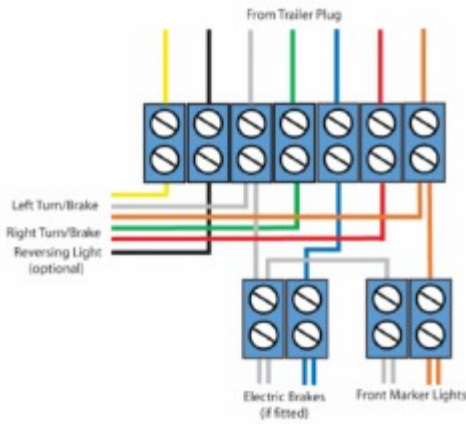 From Trailer Plug
Left Turn/Brake
Right Turn/Brake
Reversing Light
(optional)
Electric Brakes
(if fitted)
Front Marker Lights